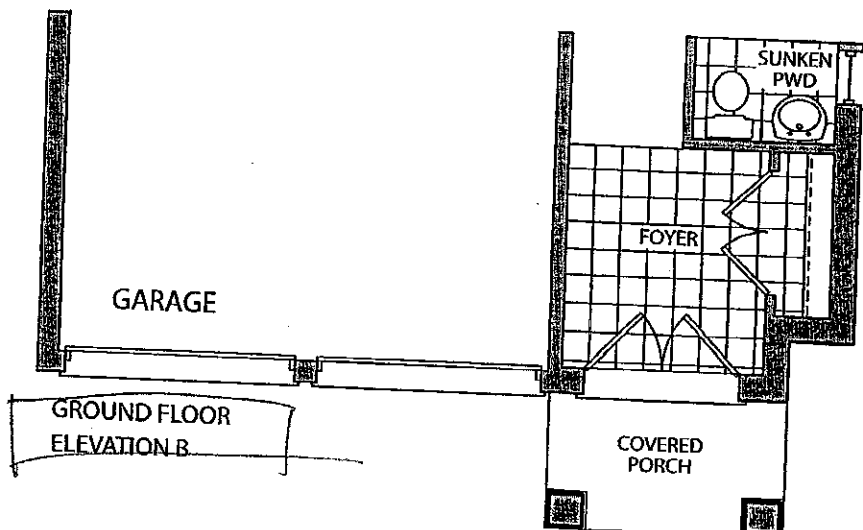 SUNKEN
PWD
FOYER
GARAGE
GROUND FLOOR
ELEVATION B
COVERED
PORCH